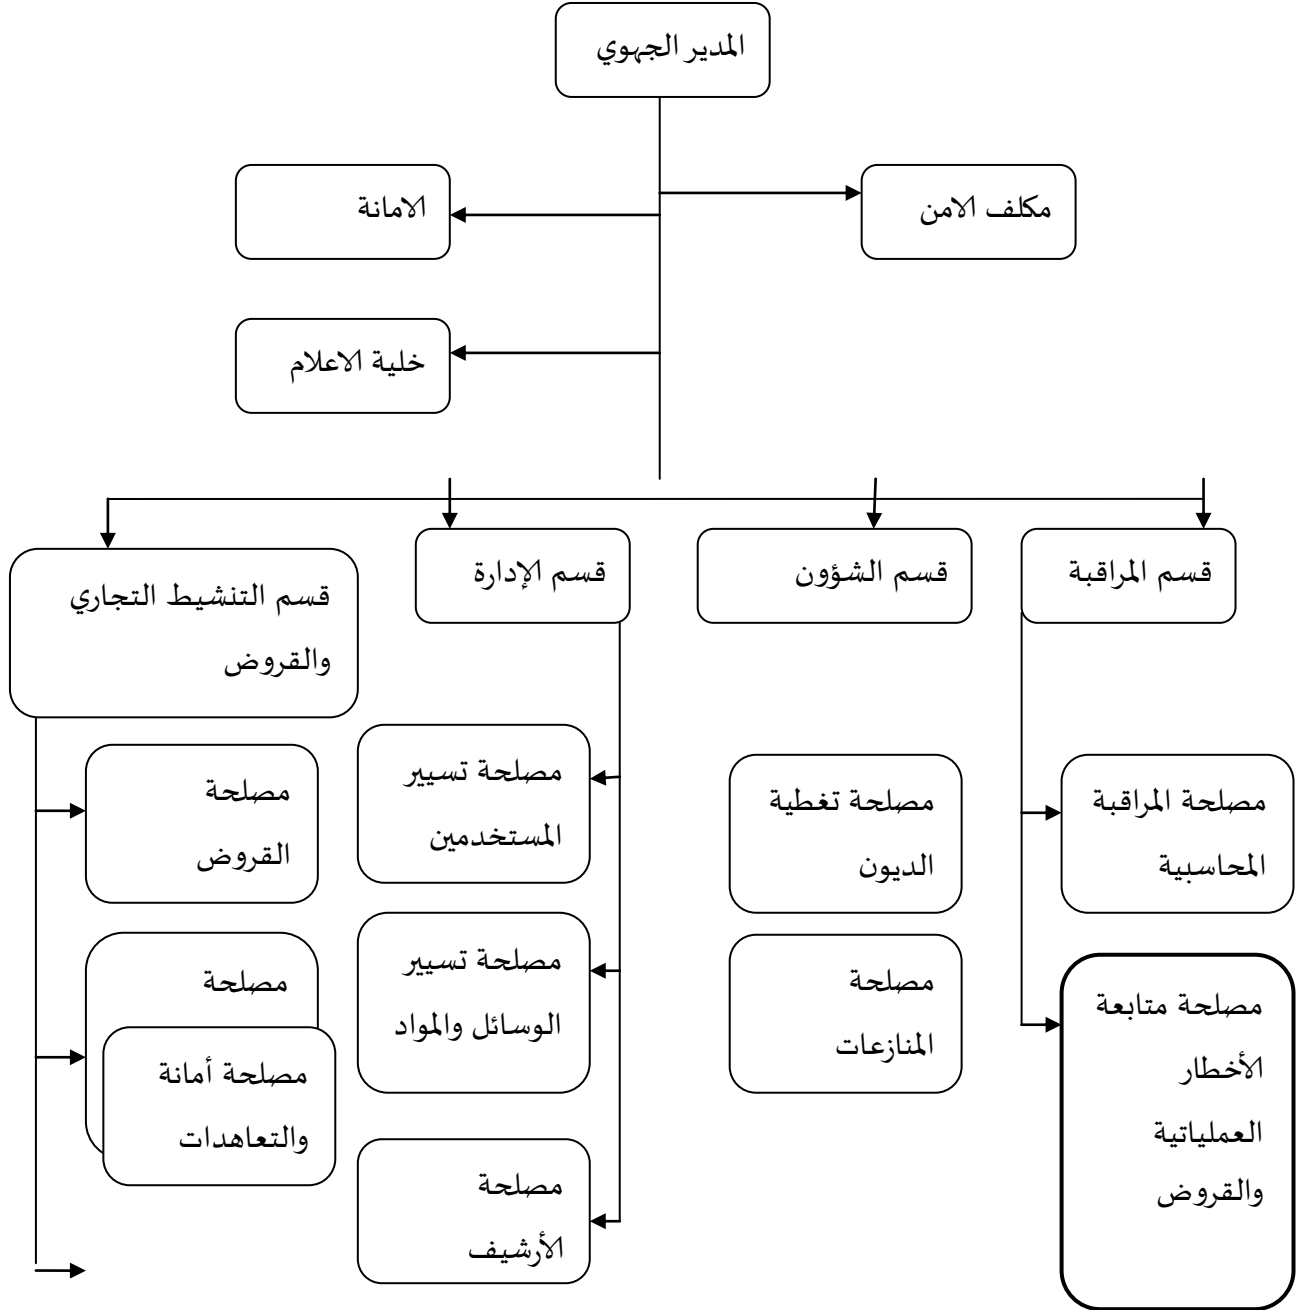 المدير الجهوي
مكلف الامن
الامانة
خلية الاعلام
قسم المراقبة
قسم الشؤون
قسم الإدارة
قسم التنشيط التجاري
والقروض
مصلحة المراقبة
المحاسبية
مصلحة متابعة
الأخطار
العملياتية
والقروض
مصلحة تغطية
الديون
مصلحة
المنازعات
مصلحة تسيير
المستخدمين
مصلحة تسيير
الوسائل والمواد
مصلحة
الأرشيف
مصلحة
القروض
مصلحة
مصلحة أمانة
والتعاهدات